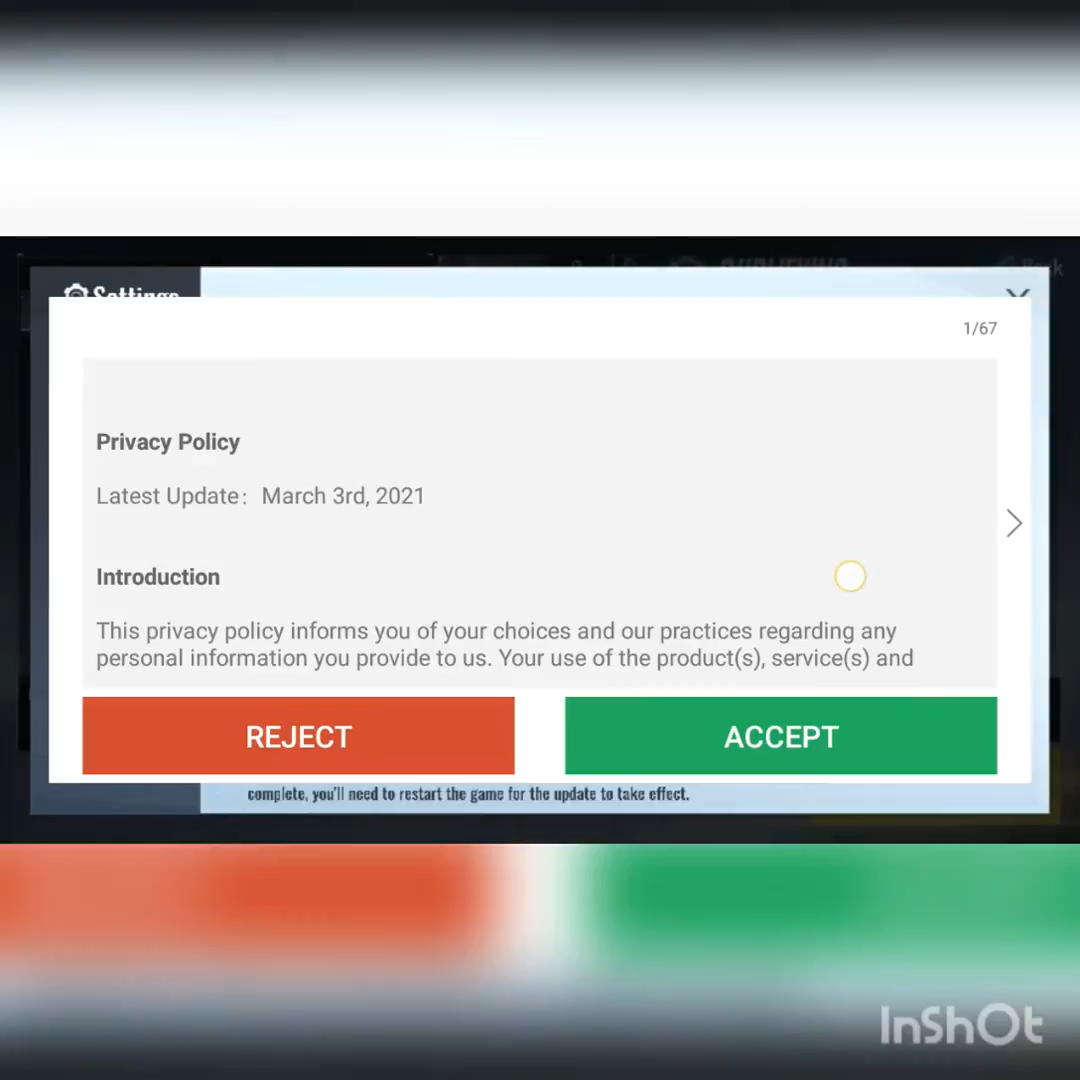 Settings
1/67
Privacy Policy
Latest Update: March 3rd, 2021
Introduction
This privacy policy informs you of your choices and our practices regarding any
personal information you provide to us. Your use of the product(s), service(s) and
REJECT
ACCEPT
complete, you'll need to restart the game for the update to take effect.
InShOt